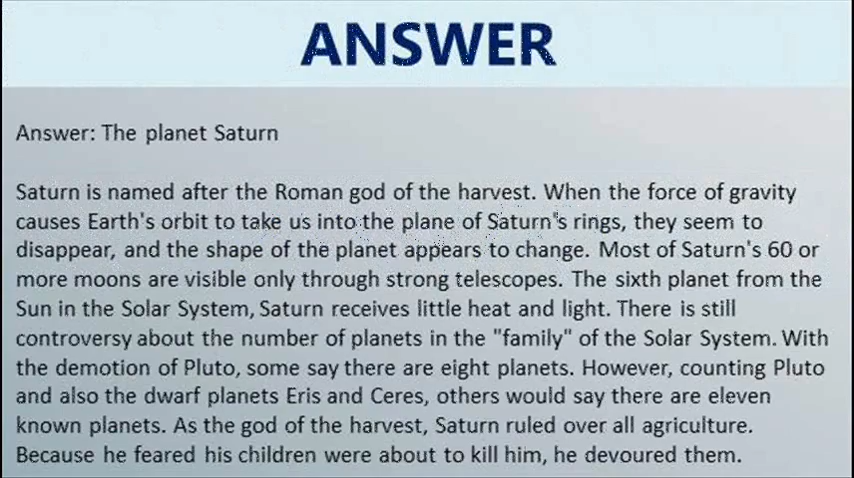 ANSWER
Answer: The planet Saturn
Saturn is named after the Roman god of the harvest. When the force of gravity
causes Earth's orbit to take us into the plane of Saturn's rings, they seem to
disappear, and the shape of the planet appears to change. Most of Saturn's 60 or
more moons are visible only through strong telescopes. The sixth planet from the
Sun in the Solar System, Saturn receives little heat and light. There is still
controversy about the number of planets in the "family" of the Solar System. With
the demotion of Pluto, some say there are eight planets. However, counting Pluto
and also the dwarf planets Eris and Ceres, others would say there are eleven
known planets. As the god of the harvest, Saturn ruled over all agriculture.
Because he feared his children were about to kill him, he devoured them.